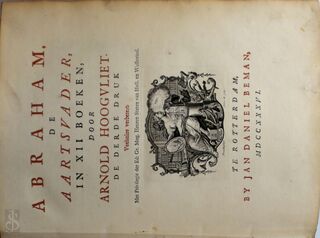 ABRAHAM,
DE
AARTSVADER,
IN XII BOEKEN,
DOOR
ARNOLD HOOGVLIET.
DE DERDE DRUK
Met Privilegie der Ed: Gr: Mog: Heeren Staten van Holl. en Westvriesl.
TE ROTTERDAM,
BY JAN DANIEL BEMAN,
MDCCXXXVI.